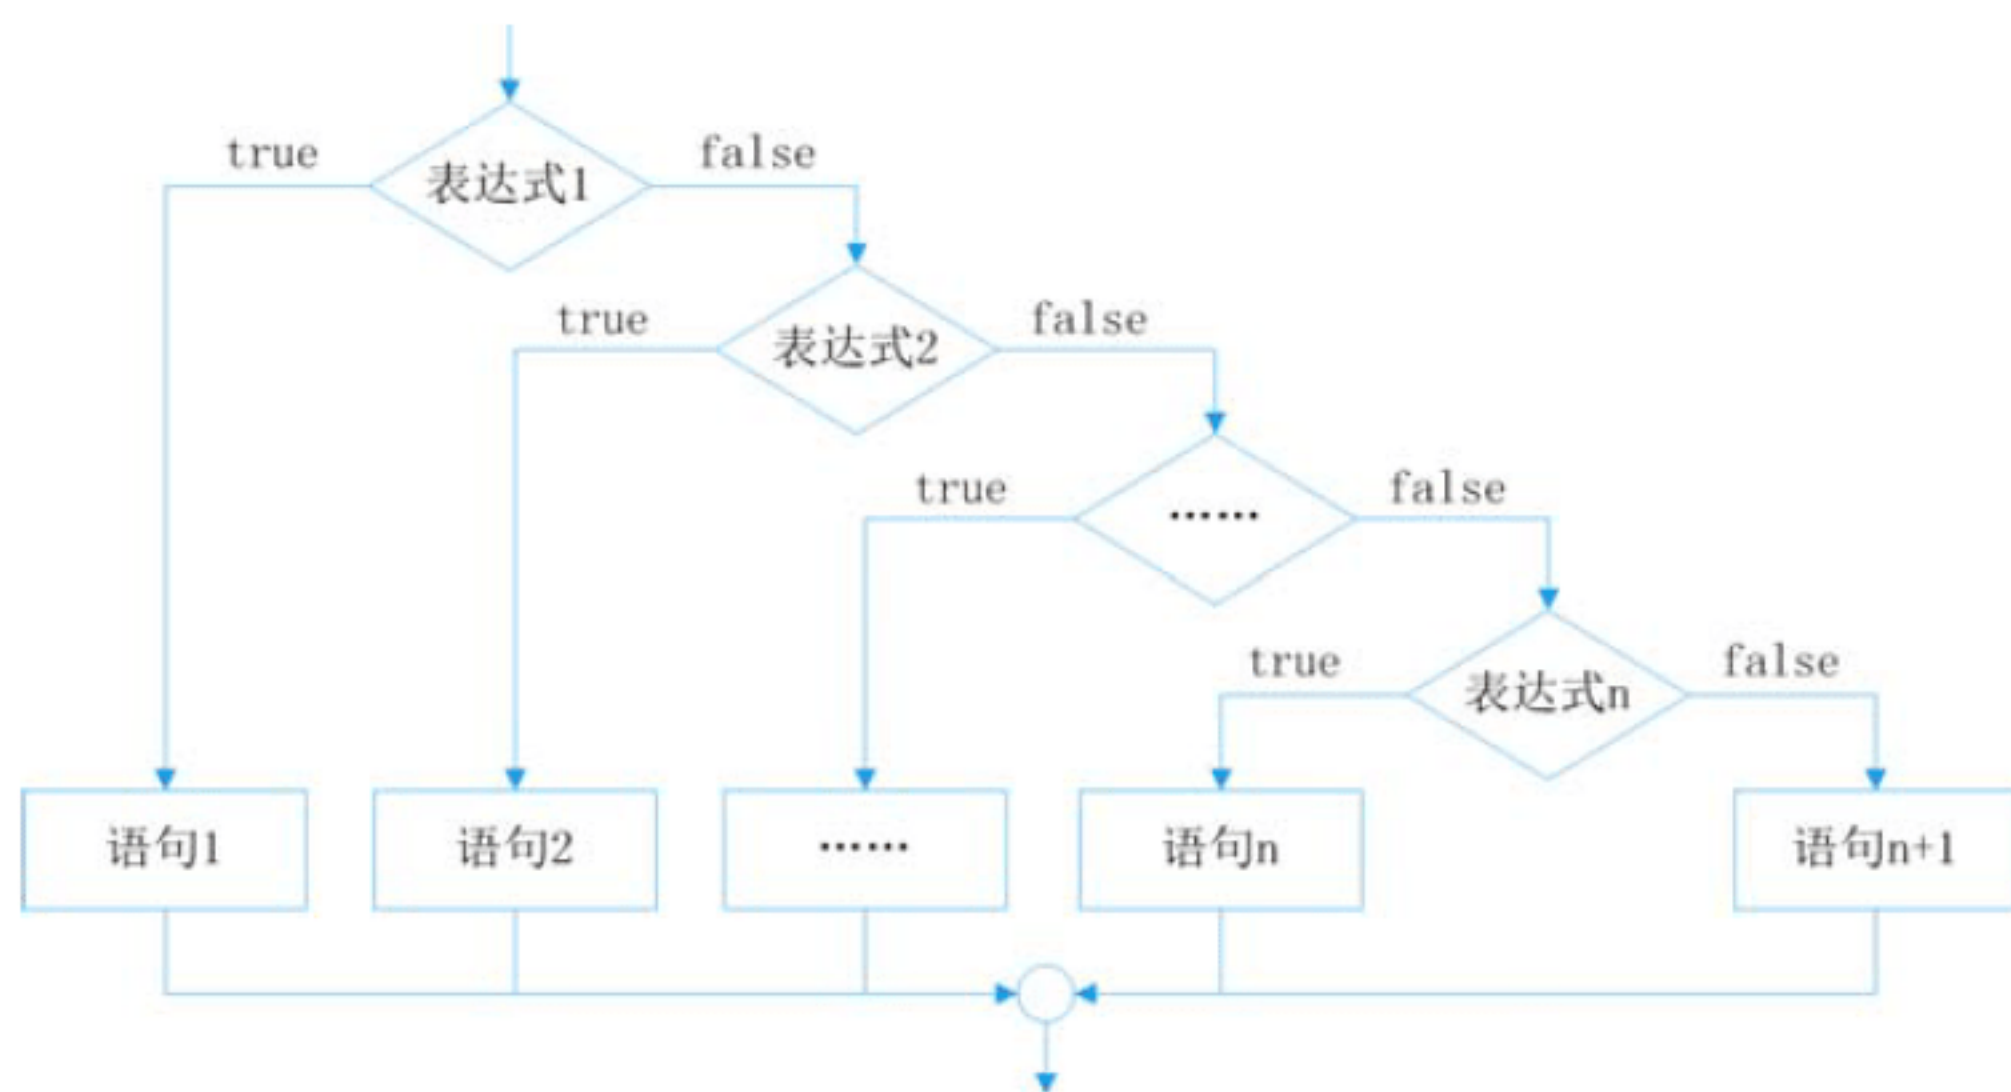 true
false
表达式1
true
false
表达式2
true
false
……
true
false
表达式n
语句1
语句2
……
语句n
语句n+1